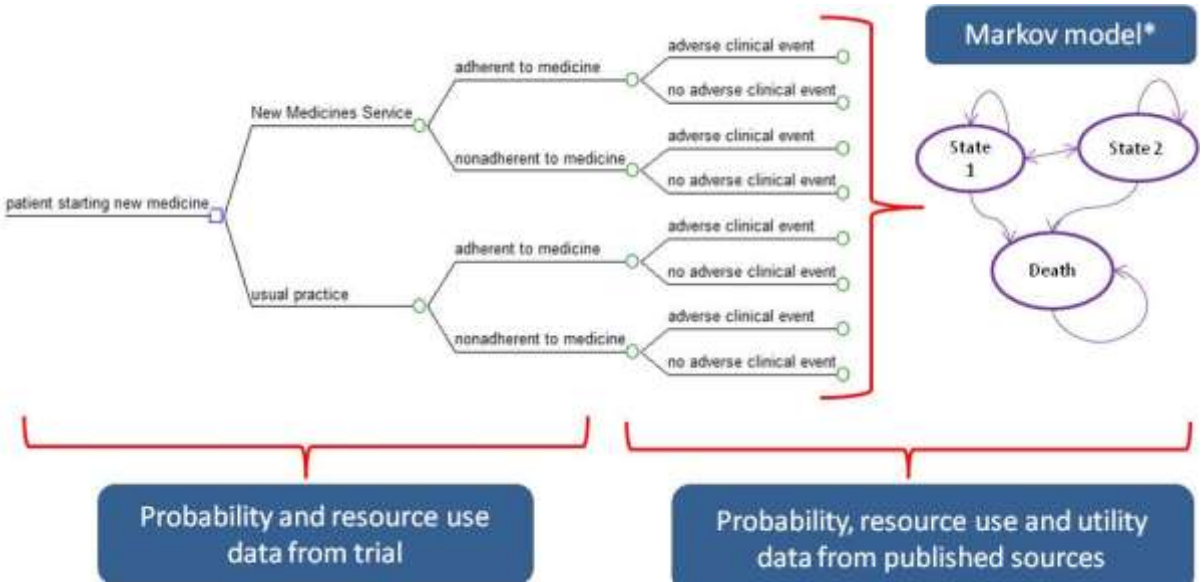 adverse clinical event
Markov model*
adherent to medicine
no adverse clinical event
New Medicines Service
adverse clinical event
State
1
State 2
nonadherent to medicine
no adverse clinical event
patient starting new medicine
adverse clinical event
adherent to medicine
no adverse clinical event
Death
usual practice
adverse clinical event
nonadherent to medicine
no adverse clinical event
Probability and resource use
data from trial
Probability, resource use and utility
data from published sources